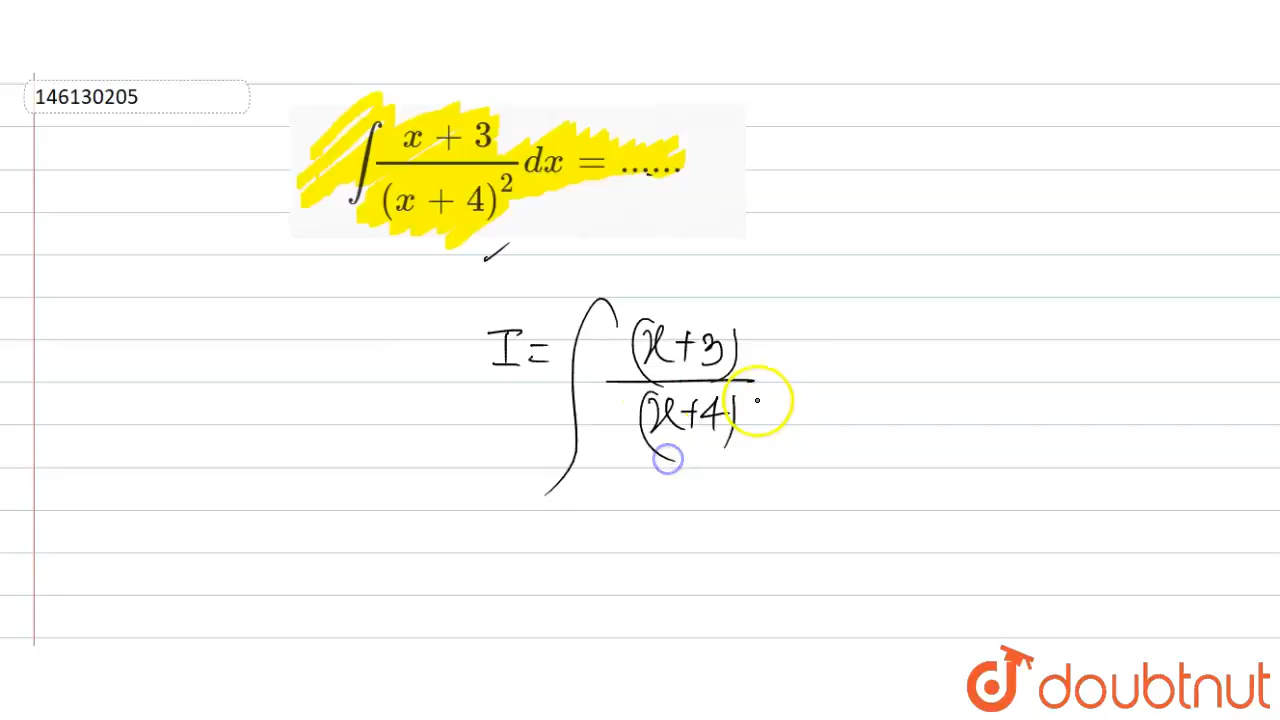 146130205
∫ x + 3 / (x + 4)² dx = ......
I = ∫ (x+3) / (x+4)
doubtnut